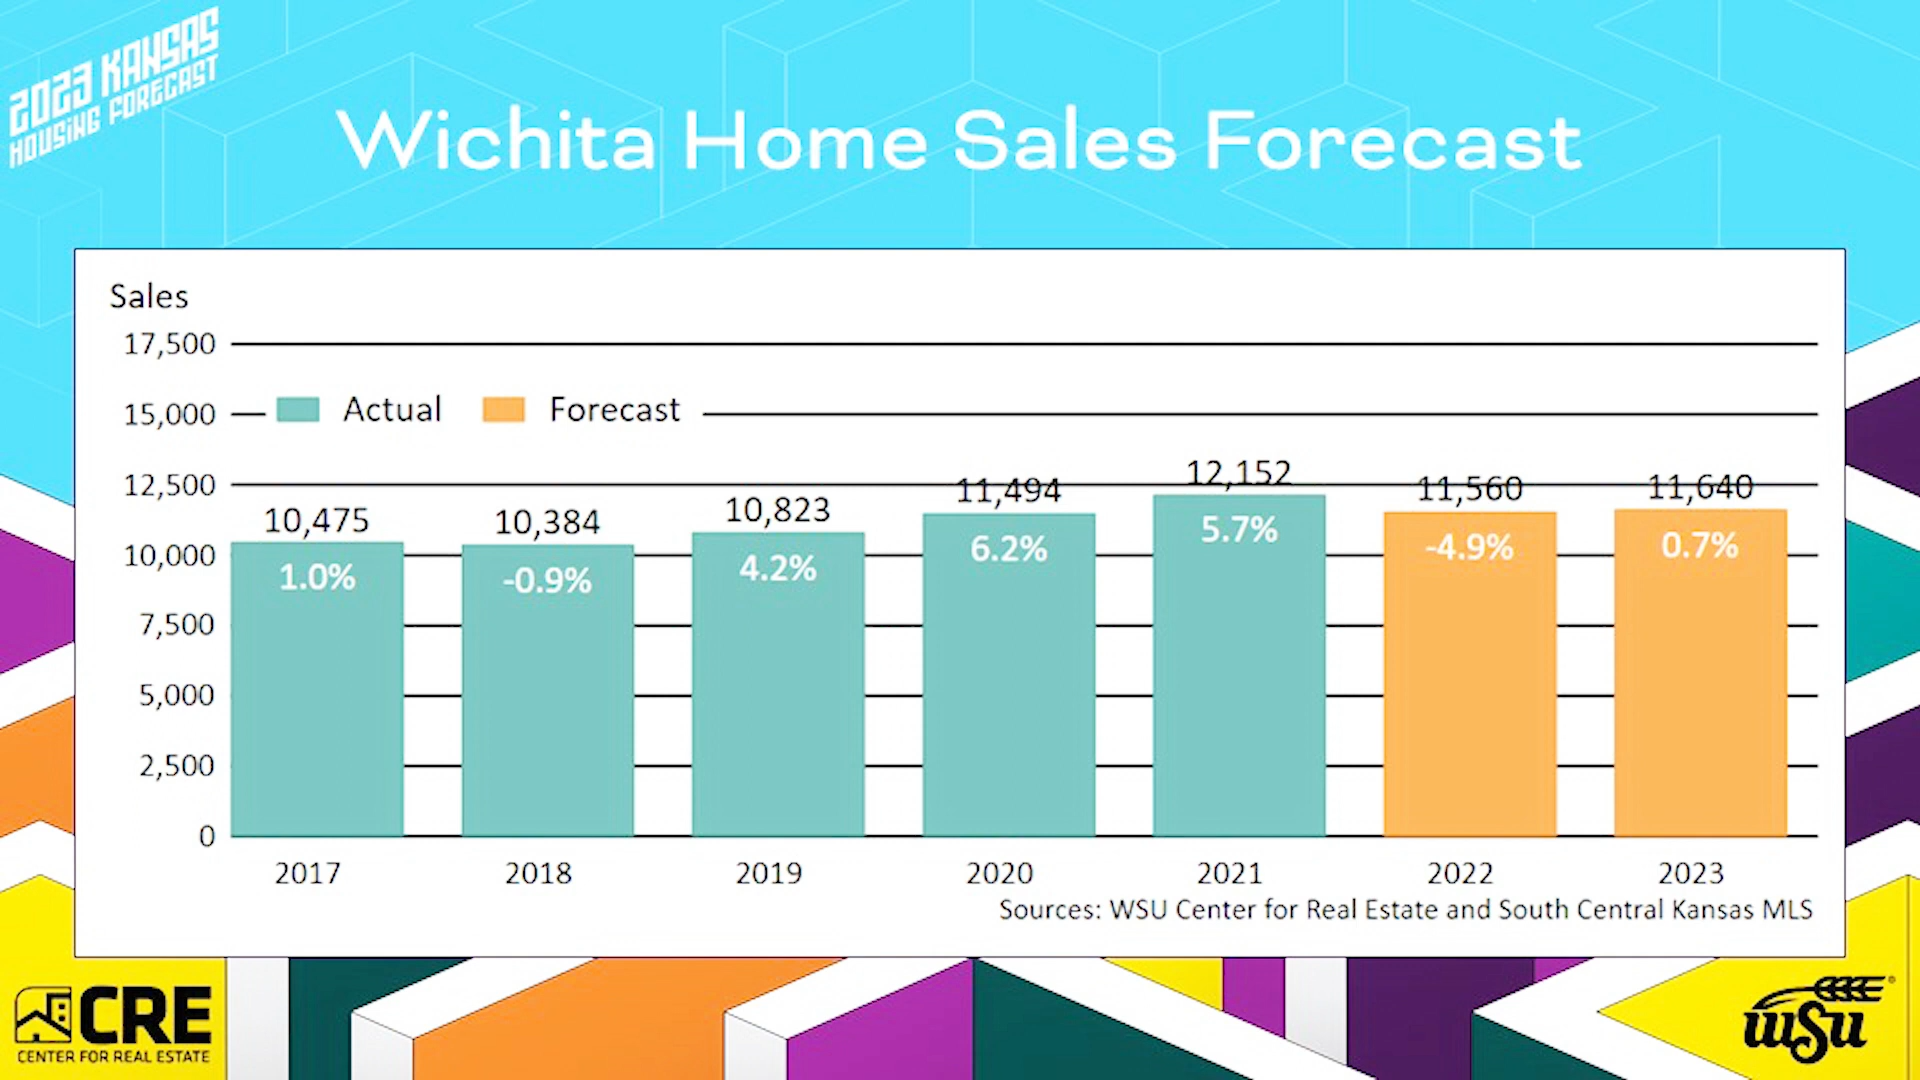 2023 KANSAS
HOUSING FORECAST
Wichita Home Sales Forecast
Sales
17,500
15,000
Actual Forecast
12,500
10,000
7,500
5,000
2,500
0
10,475 10,384 10,823 11,494 12,152 11,560 11,640
1.0% -0.9% 4.2% 6.2% 5.7% -4.9% 0.7%
2017 2018 2019 2020 2021 2022 2023
Sources: WSU Center for Real Estate and South Central Kansas MLS
CRE
CENTER FOR REAL ESTATE
WSU